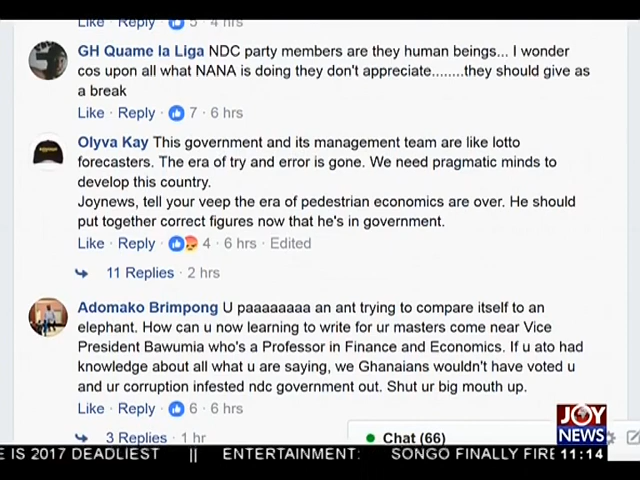 Like · Reply · 5 · 4 hrs
GH Quame la Liga NDC party members are they human beings... I wonder
cos upon all what NANA is doing they don't appreciate........they should give as
a break
Like · Reply · 7 · 6 hrs
Olyva Kay This government and its management team are like lotto
forecasters. The era of try and error is gone. We need pragmatic minds to
develop this country.
Joynews, tell your veep the era of pedestrian economics are over. He should
put together correct figures now that he's in government.
Like · Reply · 4 · 6 hrs · Edited
11 Replies · 2 hrs
Adomako Brimpong U paaaaaaaa an ant trying to compare itself to an
elephant. How can u now learning to write for ur masters come near Vice
President Bawumia who's a Professor in Finance and Economics. If u ato had
knowledge about all what u are saying, we Ghanaians wouldn't have voted u
and ur corruption infested ndc government out. Shut ur big mouth up.
Like · Reply · 6 · 6 hrs
3 Replies · 1 hr
Chat (66)
JOY
NEWS
E IS 2017 DEADLIEST || ENTERTAINMENT: SONGO FINALLY FIRE 11:14